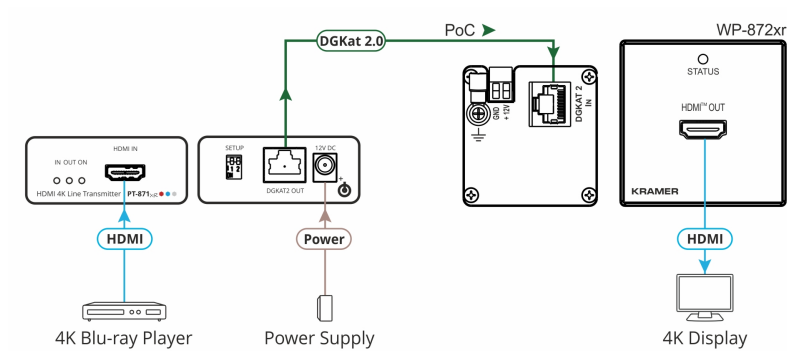 DGKat 2.0
PoC
WP-872xr
STATUS
HDMI™ OUT
KRAMER
GND
+ 12V
DGKAT 2
IN
HDMI IN
IN OUT ON
HDMI 4K Line Transmitter PT-871xr
SETUP
1 2
12V DC
+
DGKAT2 OUT
HDMI
Power
HDMI
4K Blu-ray Player
Power Supply
4K Display